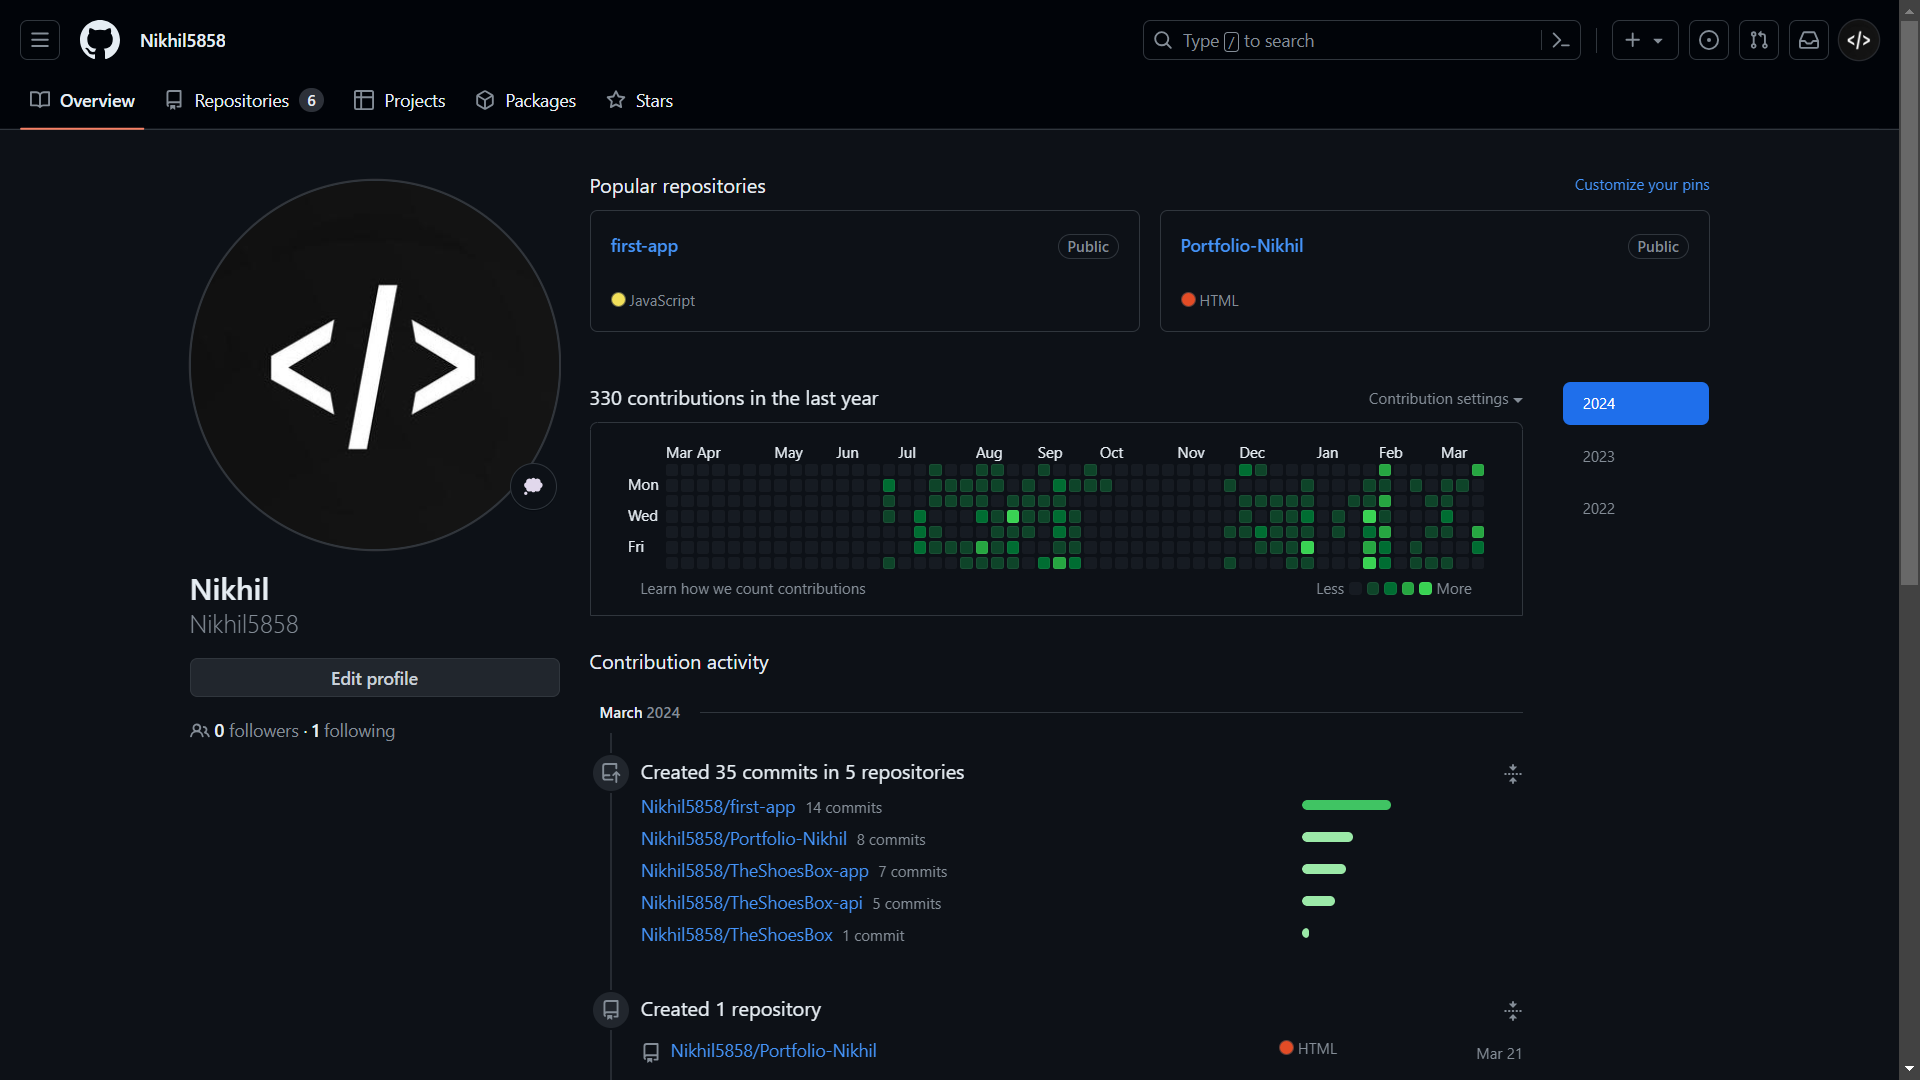 Nikhil5858
Type / to search
Overview
Repositories 6
Projects
Packages
Stars
</>
Popular repositories
Customize your pins
first-app
Public
JavaScript
Portfolio-Nikhil
Public
HTML
330 contributions in the last year
Contribution settings
2024
2023
2022
Mar Apr May Jun Jul Aug Sep Oct Nov Dec Jan Feb Mar
Mon
Wed
Fri
Learn how we count contributions
Less More
Nikhil
Nikhil5858
Edit profile
0 followers · 1 following
Contribution activity
March 2024
Created 35 commits in 5 repositories
Nikhil5858/first-app 14 commits
Nikhil5858/Portfolio-Nikhil 8 commits
Nikhil5858/TheShoesBox-app 7 commits
Nikhil5858/TheShoesBox-api 5 commits
Nikhil5858/TheShoesBox 1 commit
Created 1 repository
Nikhil5858/Portfolio-Nikhil
HTML
Mar 21